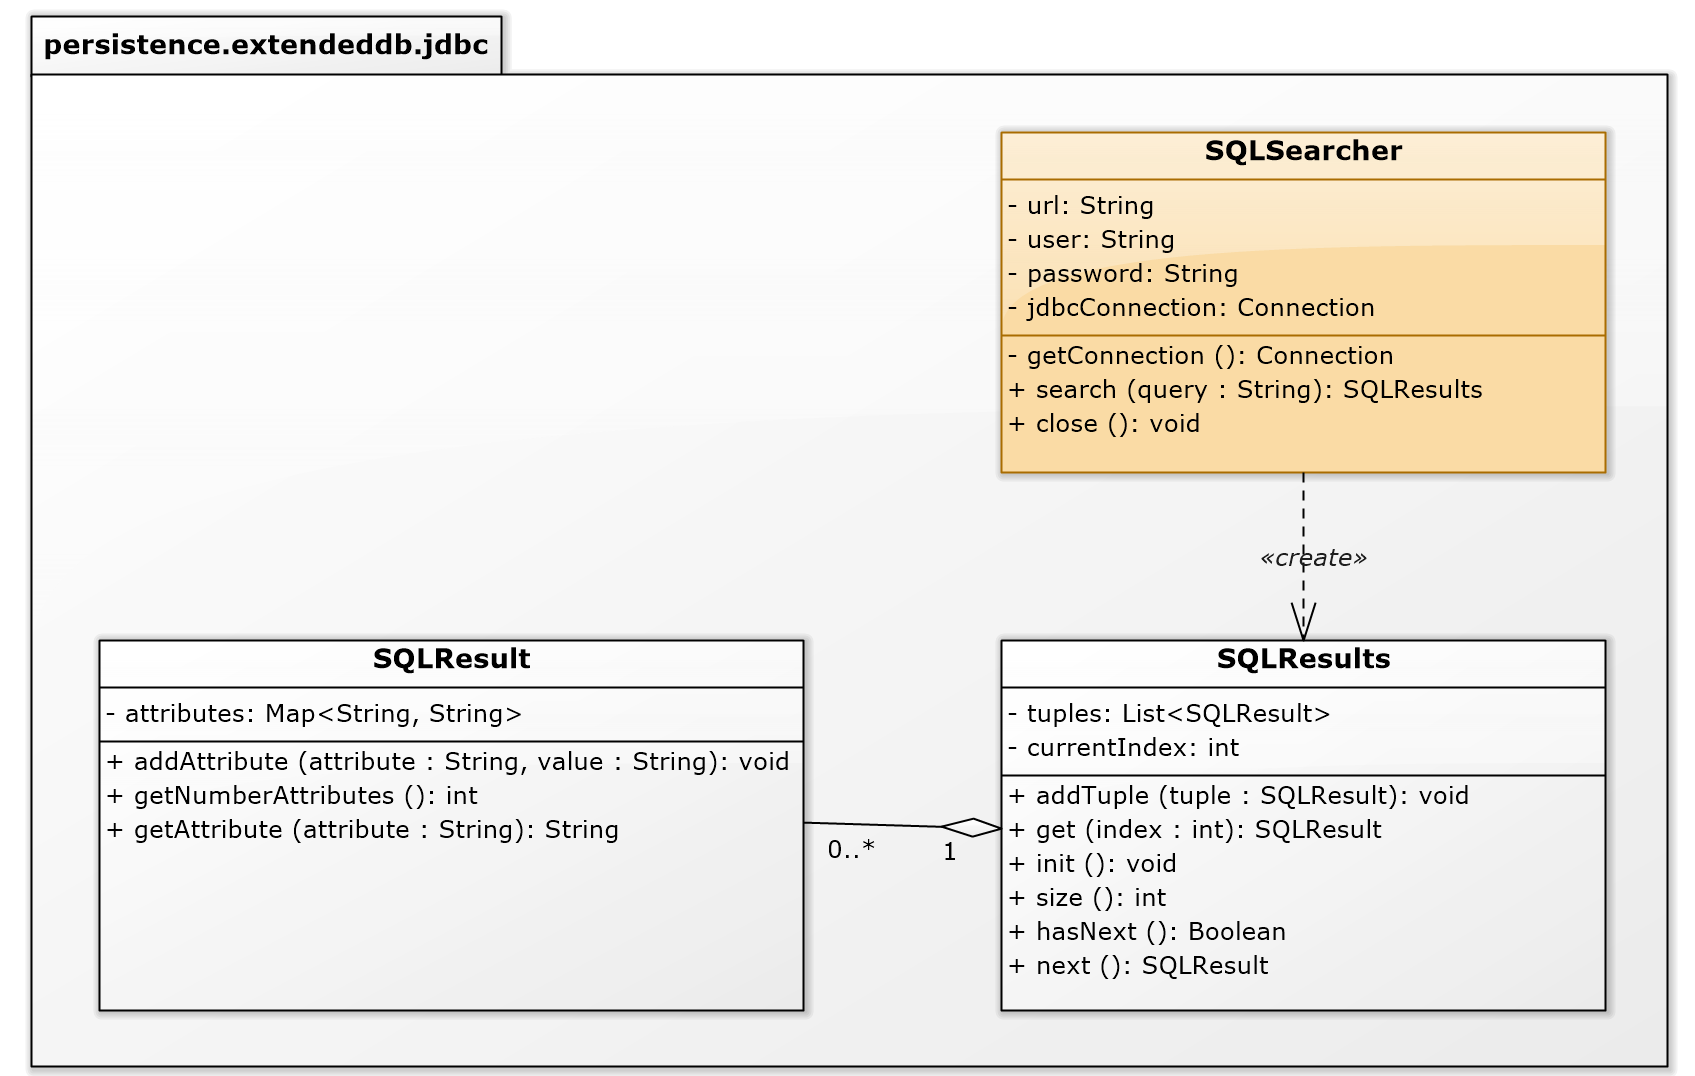 persistence.extendeddb.jdbc
SQLSearcher
- url: String
- user: String
- password: String
- jdbcConnection: Connection
- getConnection (): Connection
+ search (query : String): SQLResults
+ close (): void
«create»
SQLResult
- attributes: Map<String, String>
+ addAttribute (attribute : String, value : String): void
+ getNumberAttributes (): int
+ getAttribute (attribute : String): String
0..*
1
SQLResults
- tuples: List<SQLResult>
- currentIndex: int
+ addTuple (tuple : SQLResult): void
+ get (index : int): SQLResult
+ init (): void
+ size (): int
+ hasNext (): Boolean
+ next (): SQLResult